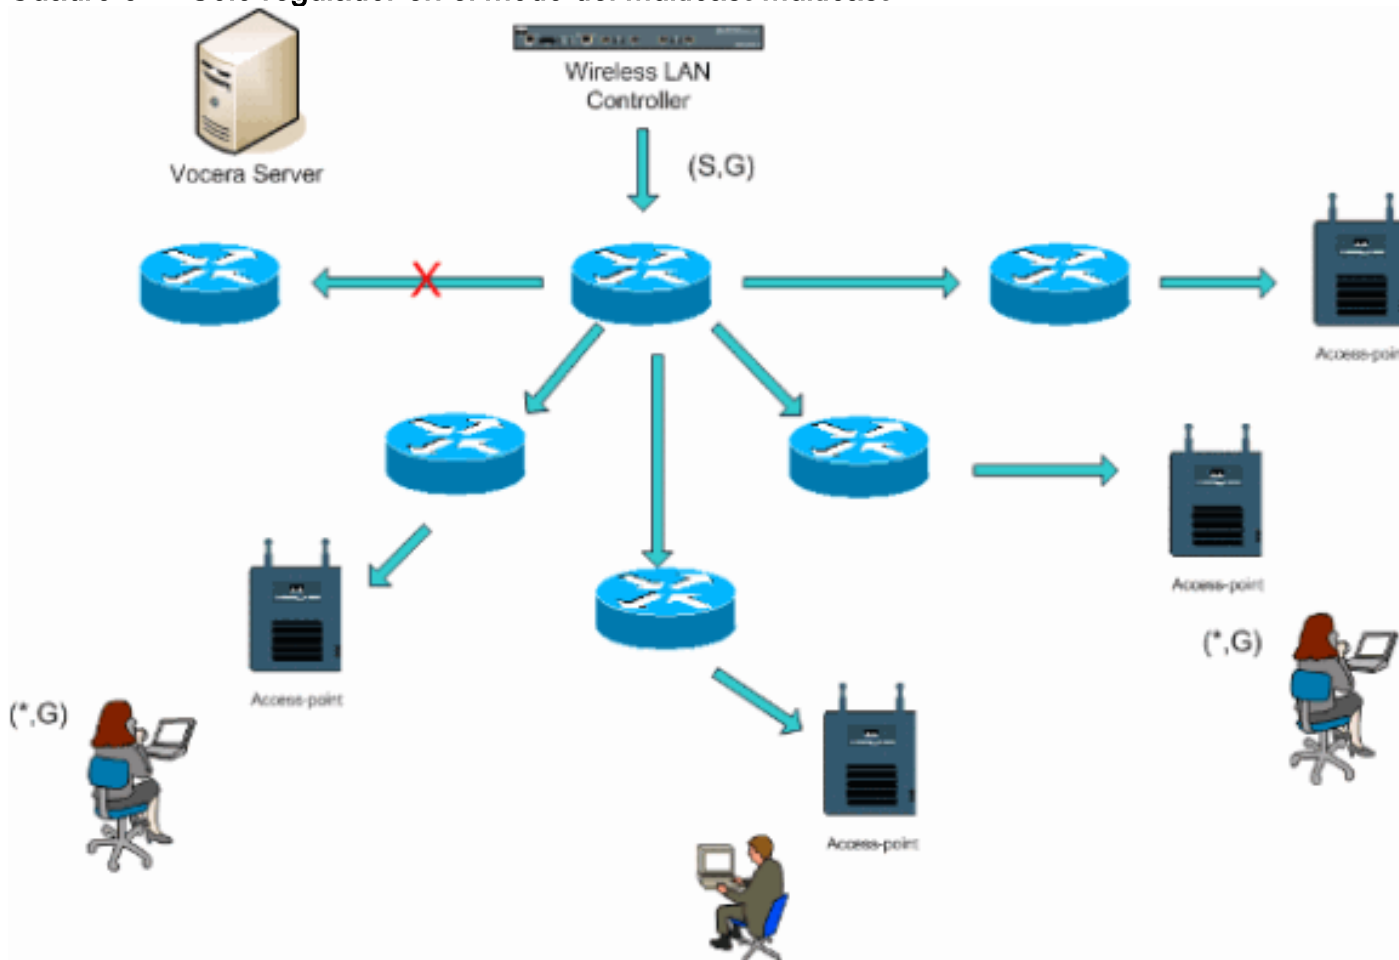 Wireless LAN
Controller
Vocera Server
(S,G)
Access-point
Access-point
(*,G)
Access-point
(*,G)
Access-point